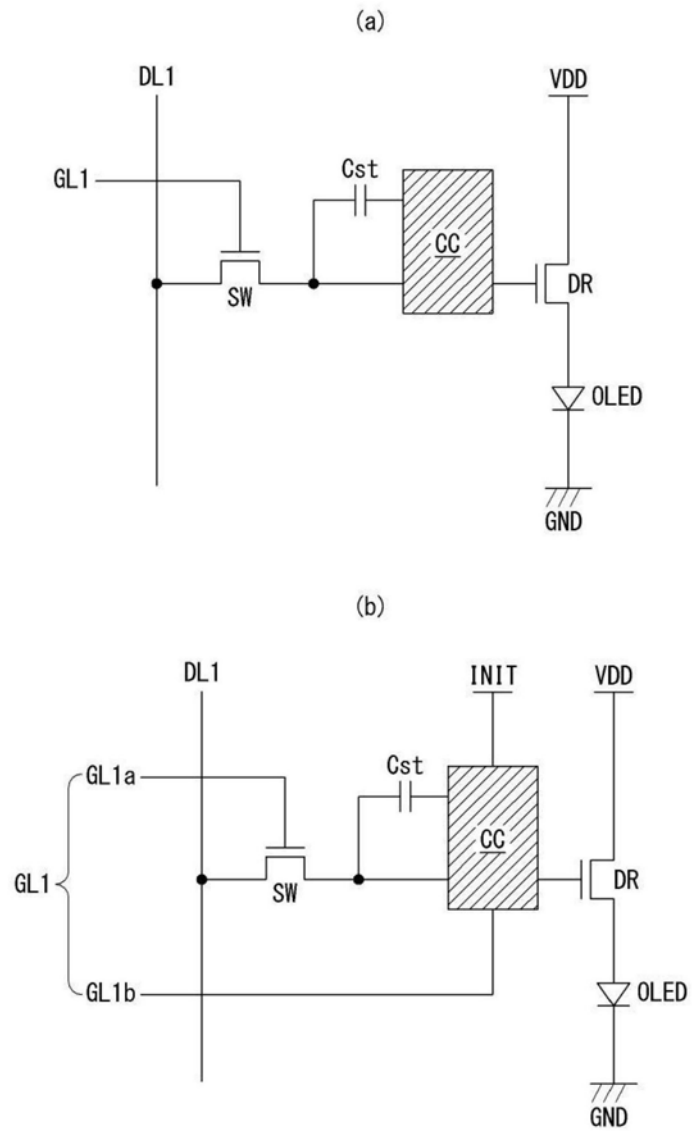 (a)
DL1
VDD
GL1
Cst
CC
SW
DR
OLED
GND
(b)
DL1
INIT
VDD
GL1a
Cst
CC
GL1
SW
DR
GL1b
OLED
GND